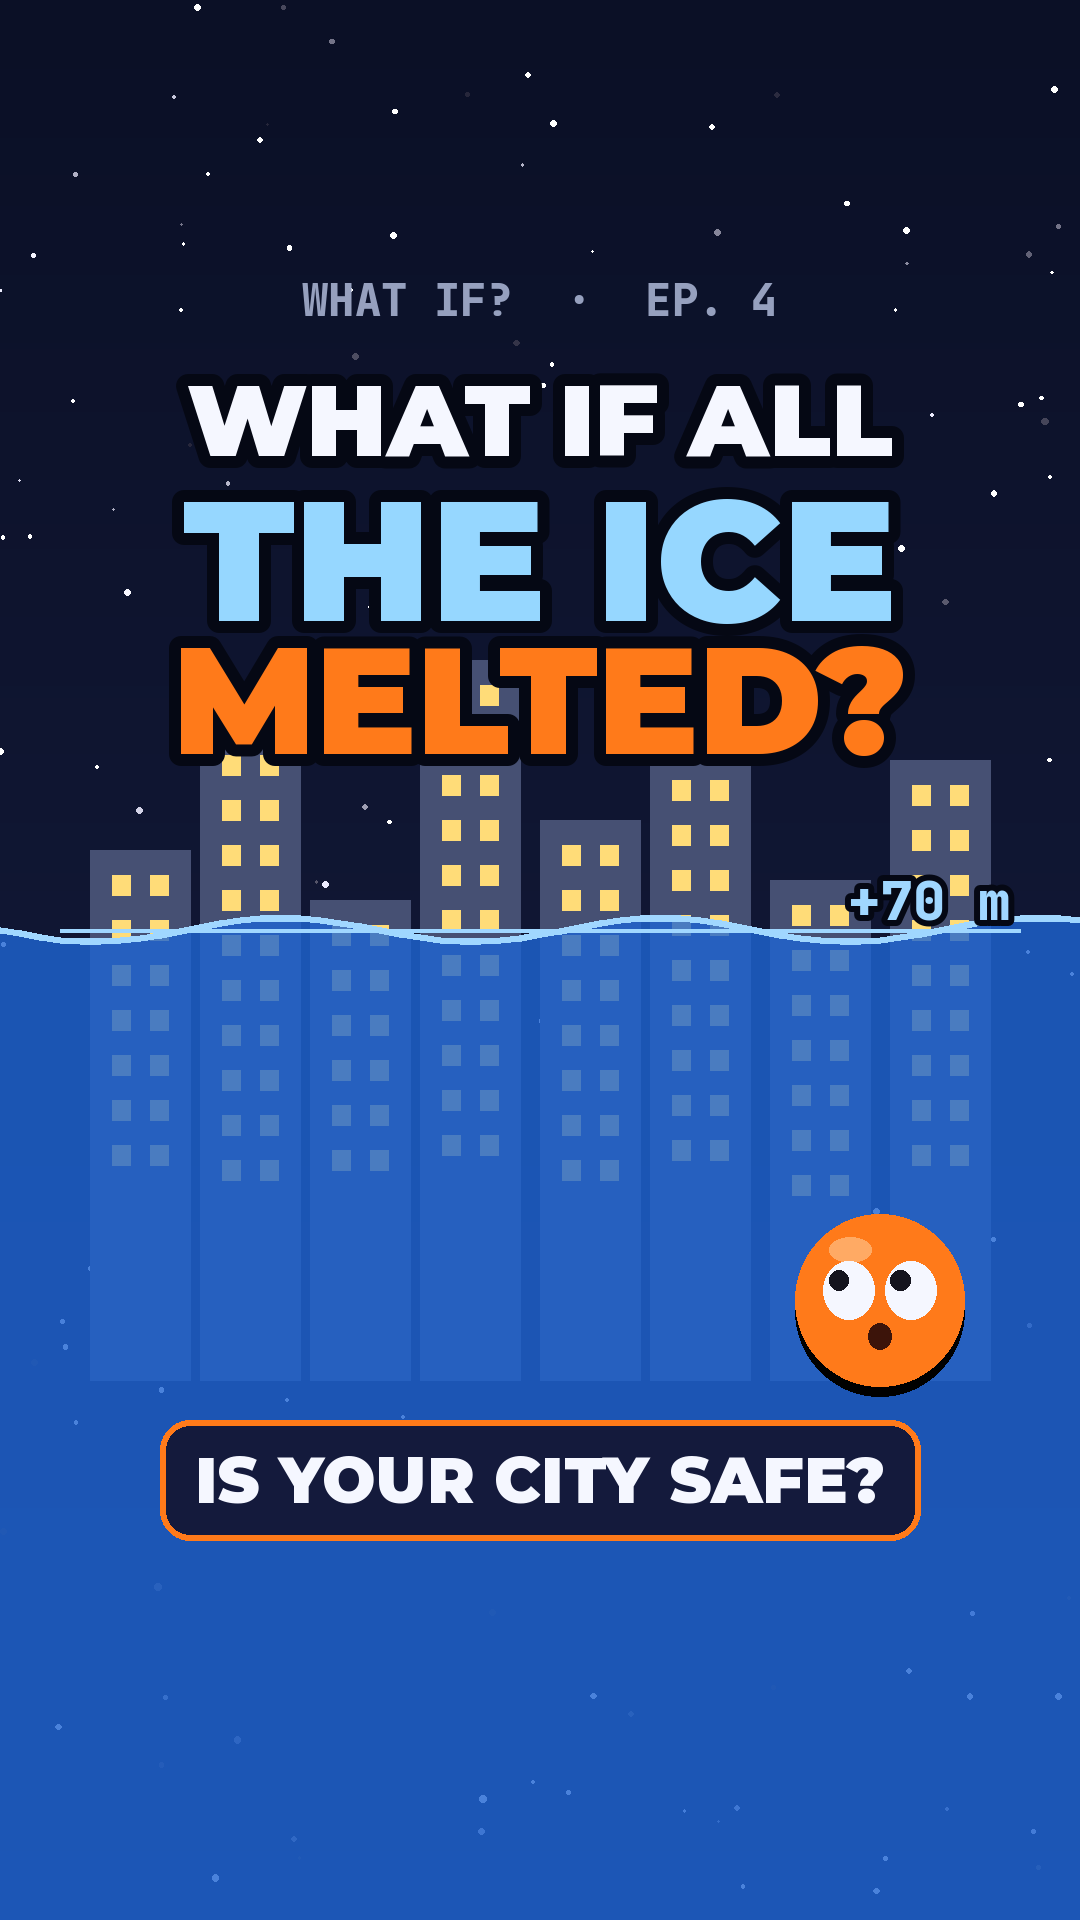 WHAT IF? • EP. 4
WHAT IF ALL
THE ICE
MELTED?
+70 m
IS YOUR CITY SAFE?